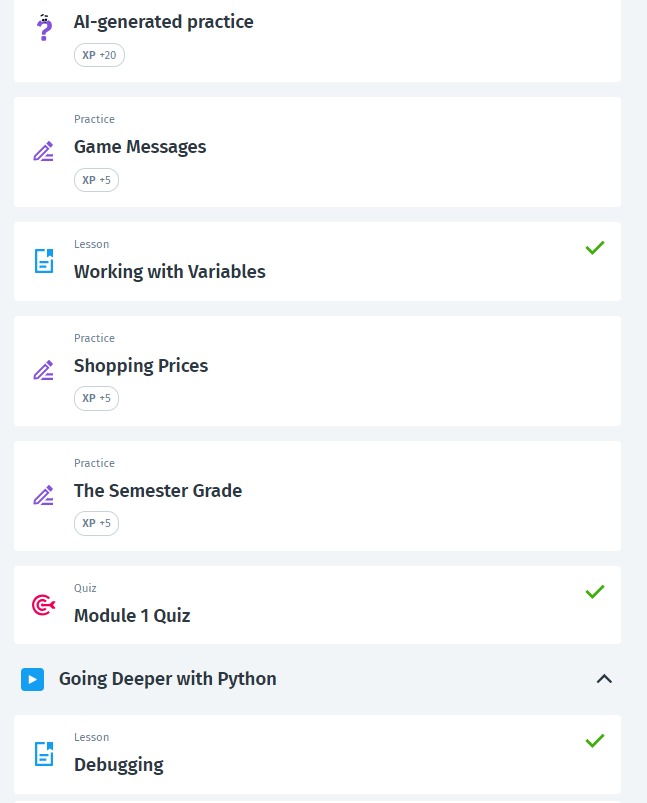 AI-generated practice
XP +20
Practice
Game Messages
XP +5
Lesson
Working with Variables
Practice
Shopping Prices
XP +5
Practice
The Semester Grade
XP +5
Quiz
Module 1 Quiz
Going Deeper with Python
Lesson
Debugging